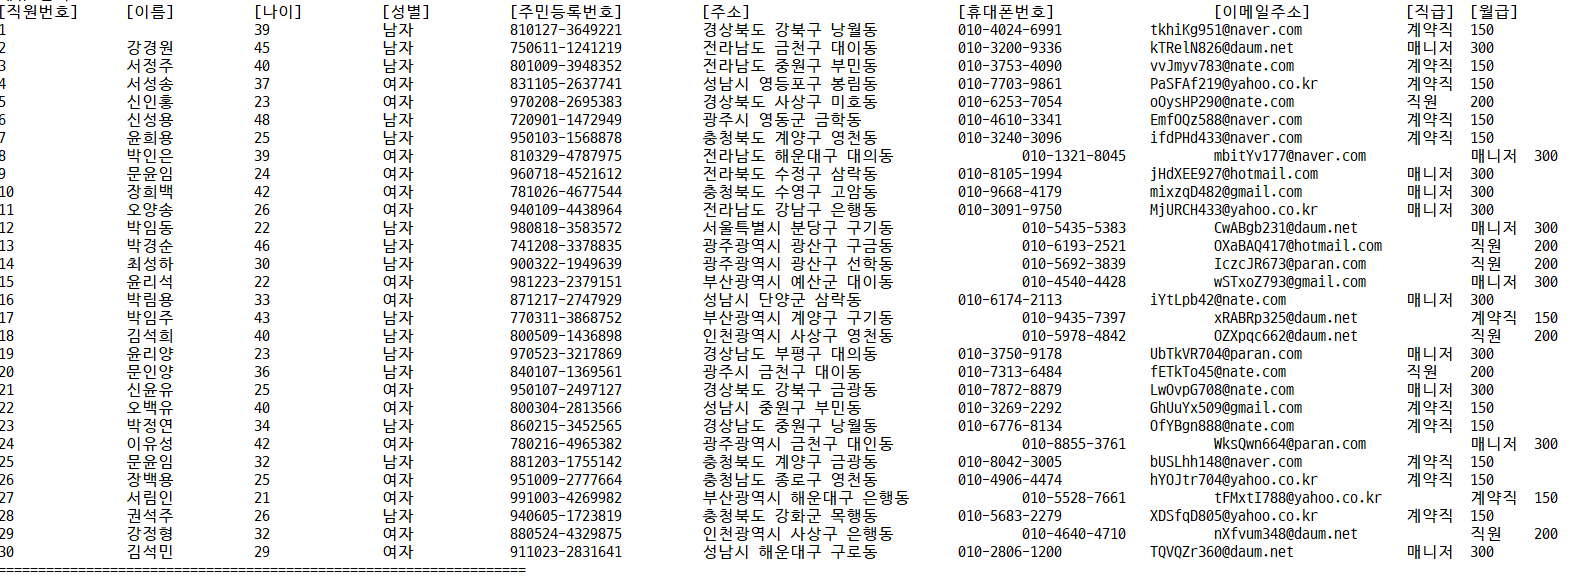 [직원번호] [이름] [나이] [성별] [주민등록번호] [주소] [휴대폰번호] [이메일주소] [직급] [월급]
1 39 남자 810127-3649221 경상북도 강북구 낭월동 010-4024-6991 tkhiKg951@naver.com 계약직 150
2 강경원 45 남자 750611-1241219 전라남도 금천구 대이동 010-3200-9336 kTRelN826@daum.net 매니저 300
3 서정주 40 남자 801009-3948352 전라남도 중원구 부민동 010-3753-4090 vvJmyv783@nate.com 계약직 150
4 서성송 37 여자 831105-2637741 성남시 영등포구 봉림동 010-7703-9861 PaSFAf219@yahoo.co.kr 계약직 150
5 신인홍 23 여자 970208-2695383 경상북도 사상구 미호동 010-6253-7054 oOysHP290@nate.com 직원 200
6 신성용 48 남자 720901-1472949 광주시 영동군 금학동 010-4610-3341 EmfOQz588@naver.com 계약직 150
7 윤희용 25 남자 950103-1568878 충청북도 계양구 영천동 010-3240-3096 ifdPHd433@naver.com 계약직 150
8 박인은 39 여자 810329-4787975 전라남도 해운대구 대의동 010-1321-8045 mbitYv177@naver.com 매니저 300
9 문윤임 24 여자 960718-4521612 전라북도 수정구 삼락동 010-8105-1994 jHdXEE927@hotmail.com 매니저 300
10 장희백 42 여자 781026-4677544 충청북도 수영구 고암동 010-9668-4179 mixzqD482@gmail.com 매니저 300
11 오양송 26 여자 940109-4438964 전라남도 강남구 은행동 010-3091-9750 MjURCH433@yahoo.co.kr 매니저 300
12 박임동 22 남자 980818-3583572 서울특별시 분당구 구기동 010-5435-5383 CwABgb231@daum.net 매니저 300
13 박경순 46 남자 741208-3378835 광주광역시 광산구 구금동 010-6193-2521 OXaBAQ417@hotmail.com 직원 200
14 최성하 30 남자 900322-1949639 광주광역시 광산구 선학동 010-5692-3839 IczcJR673@paran.com 직원 200
15 윤리석 22 여자 981223-2379151 부산광역시 예산군 대이동 010-4540-4428 wSTxoZ793@gmail.com 매니저 300
16 박림용 33 여자 871217-2747929 성남시 단양군 삼락동 010-6174-2113 iYtLpb42@nate.com 매니저 300
17 박임주 43 남자 770311-3868752 부산광역시 계양구 구기동 010-9435-7397 xRABRp325@daum.net 계약직 150
18 김석희 40 남자 800509-1436898 인천광역시 사상구 영천동 010-5978-4842 OZXpqc662@daum.net 직원 200
19 윤리양 23 남자 970523-3217869 경상남도 부평구 대의동 010-3750-9178 UbTkVR704@paran.com 매니저 300
20 문인양 36 남자 840107-1369561 광주시 금천구 대이동 010-7313-6484 fETkTo45@nate.com 직원 200
21 신윤유 25 여자 950107-2497127 경상북도 강북구 금광동 010-7872-8879 LwOvpG708@nate.com 매니저 300
22 오백유 40 여자 800304-2813566 성남시 중원구 부민동 010-3269-2292 GhUuYx509@gmail.com 계약직 150
23 박정연 34 남자 860215-3452565 경상남도 중원구 낭월동 010-6776-8134 OfYBgn888@nate.com 계약직 150
24 이유성 42 여자 780216-4965382 광주광역시 금천구 대인동 010-8855-3761 WksQwn664@paran.com 매니저 300
25 문윤임 32 남자 881203-1755142 충청북도 계양구 금광동 010-8042-3005 bUSLhh148@naver.com 계약직 150
26 장백용 25 여자 951009-2777664 충청남도 종로구 영천동 010-4906-4474 hYOJtr704@yahoo.co.kr 계약직 150
27 서림인 21 여자 991003-4269982 부산광역시 해운대구 은행동 010-5528-7661 tFMxtI788@yahoo.co.kr 계약직 150
28 권석주 26 남자 940605-1723819 충청북도 강화군 목행동 010-5683-2279 XDSfqD805@yahoo.co.kr 계약직 150
29 강정형 32 여자 880524-4329875 인천광역시 사상구 은행동 010-4640-4710 nXfvum348@daum.net 직원 200
30 김석민 29 여자 911023-2831641 성남시 해운대구 구로동 010-2806-1200 TQVQZr360@daum.net 매니저 300
==================================================================